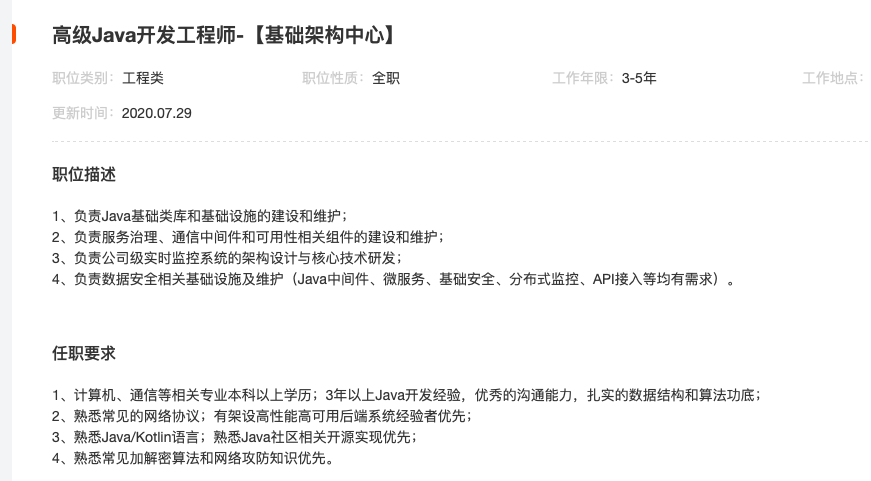 高级Java开发工程师-【基础架构中心】
职位类别： 工程类 职位性质： 全职 工作年限： 3-5年 工作地点：
更新时间： 2020.07.29
职位描述
1、负责Java基础类库和基础设施的建设和维护；
2、负责服务治理、通信中间件和可用性相关组件的建设和维护；
3、负责公司级实时监控系统的架构设计与核心技术研发；
4、负责数据安全相关基础设施及维护（Java中间件、微服务、基础安全、分布式监控、API接入等均有需求）。
任职要求
1、计算机、通信等相关专业本科以上学历；3年以上Java开发经验，优秀的沟通能力，扎实的数据结构和算法功底；
2、熟悉常见的网络协议；有架设高性能高可用后端系统经验者优先；
3、熟悉Java/Kotlin语言；熟悉Java社区相关开源实现优先；
4、熟悉常见加解密算法和网络攻防知识优先。